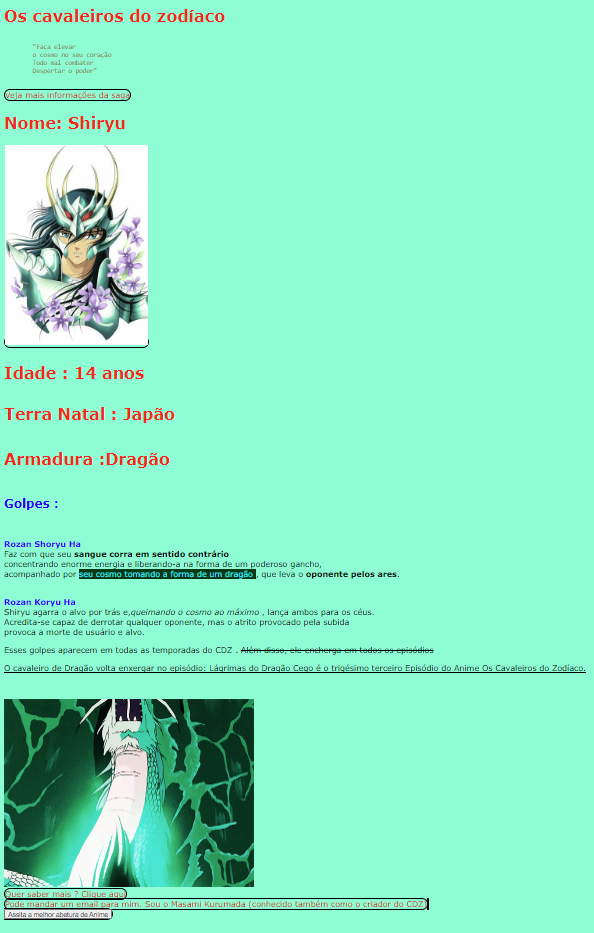 Os cavaleiros do zodíaco
"Faça elevar
o cosmo no seu coração
Todo mal combater
Despertar o poder"
Veja mais informações da saga
Nome: Shiryu
Idade : 14 anos
Terra Natal : Japão
Armadura :Dragão
Golpes :
Rozan Shoryu Ha
Faz com que seu sangue corra em sentido contrário
concentrando enorme energia e liberando-a na forma de um poderoso gancho,
acompanhado por seu cosmo tomando a forma de um dragão , que leva o oponente pelos ares.
Rozan Koryu Ha
Shiryu agarra o alvo por trás e,queimando o cosmo ao máximo , lança ambos para os céus.
Acredita-se capaz de derrotar qualquer oponente, mas o atrito provocado pela subida
provoca a morte de usuário e alvo.
Esses golpes aparecem em todas as temporadas do CDZ . Além disso, ele encherga em todos os episódios
O cavaleiro de Dragão volta enxergar no episódio: Lágrimas do Dragão Cego é o trigésimo terceiro Episódio do Anime Os Cavaleiros do Zodíaco.
Quer saber mais ? Clique aqui
Pode mandar um email para mim. Sou o Masami Kurumada (conhecido também como o criador do CDZ)
Assita a melhor abetura de Anime